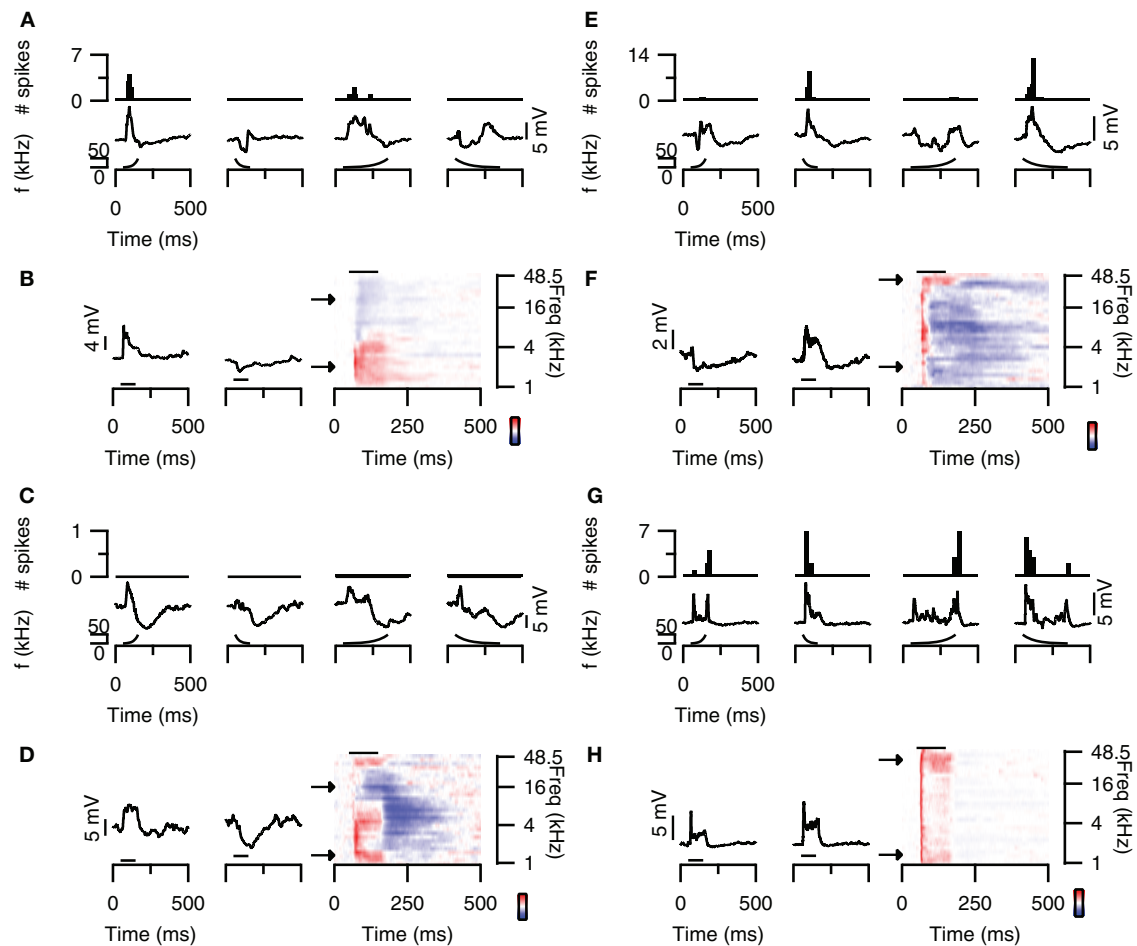 A
# spikes
7
0
5 mV
f (kHz)
50
0
0 500
Time (ms)
B
4 mV
48.5
16
4
1
Freq (kHz)
0 500
Time (ms)
0 250 500
Time (ms)
C
# spikes
1
0
5 mV
f (kHz)
50
0
0 500
Time (ms)
D
5 mV
48.5
16
4
1
Freq (kHz)
0 500
Time (ms)
0 250 500
Time (ms)
E
# spikes
14
0
5 mV
f (kHz)
50
0
0 500
Time (ms)
F
2 mV
48.5
16
4
1
Freq (kHz)
0 500
Time (ms)
0 250 500
Time (ms)
G
# spikes
7
0
5 mV
f (kHz)
50
0
0 500
Time (ms)
H
5 mV
48.5
16
4
1
Freq (kHz)
0 500
Time (ms)
0 250 500
Time (ms)